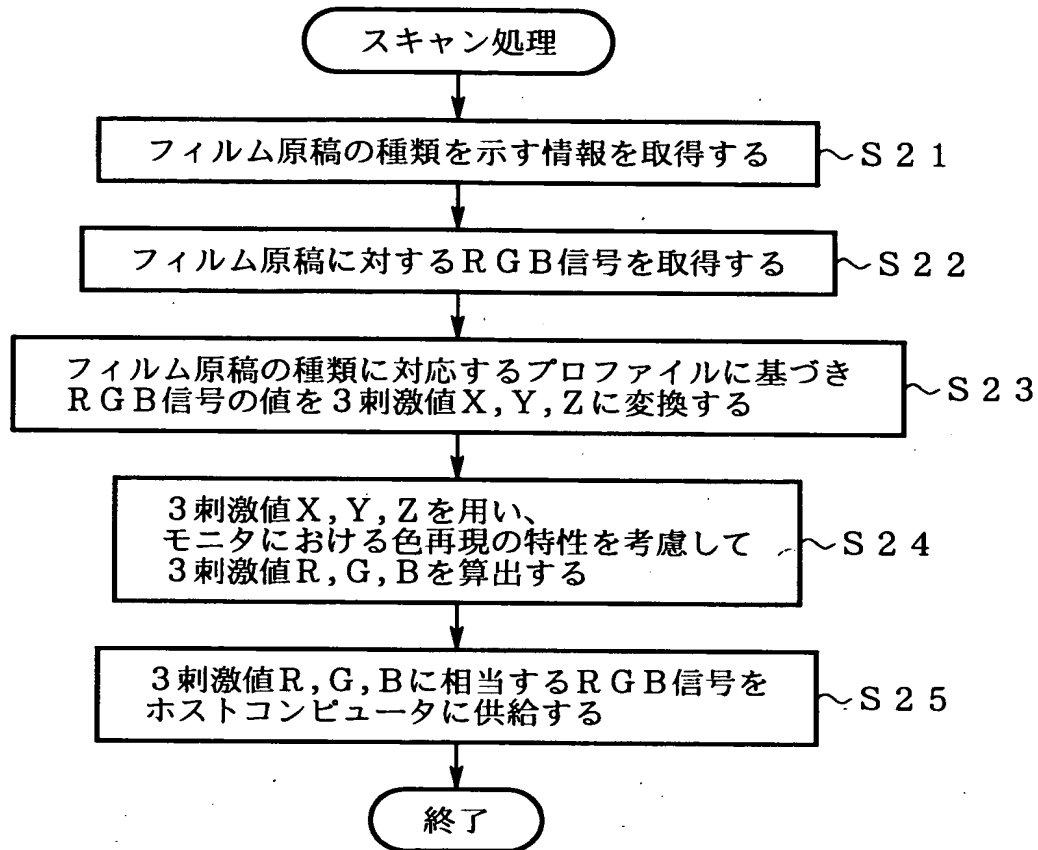 スキャン処理
フィルム原稿の種類を示す情報を取得する ～S21
フィルム原稿に対するRGB信号を取得する ～S22
フィルム原稿の種類に対応するプロファイルに基づき
RGB信号の値を3刺激値X,Y,Zに変換する ～S23
3刺激値X,Y,Zを用い、
モニタにおける色再現の特性を考慮して ～S24
3刺激値R,G,Bを算出する
3刺激値R,G,Bに相当するRGB信号を
ホストコンピュータに供給する ～S25
終了